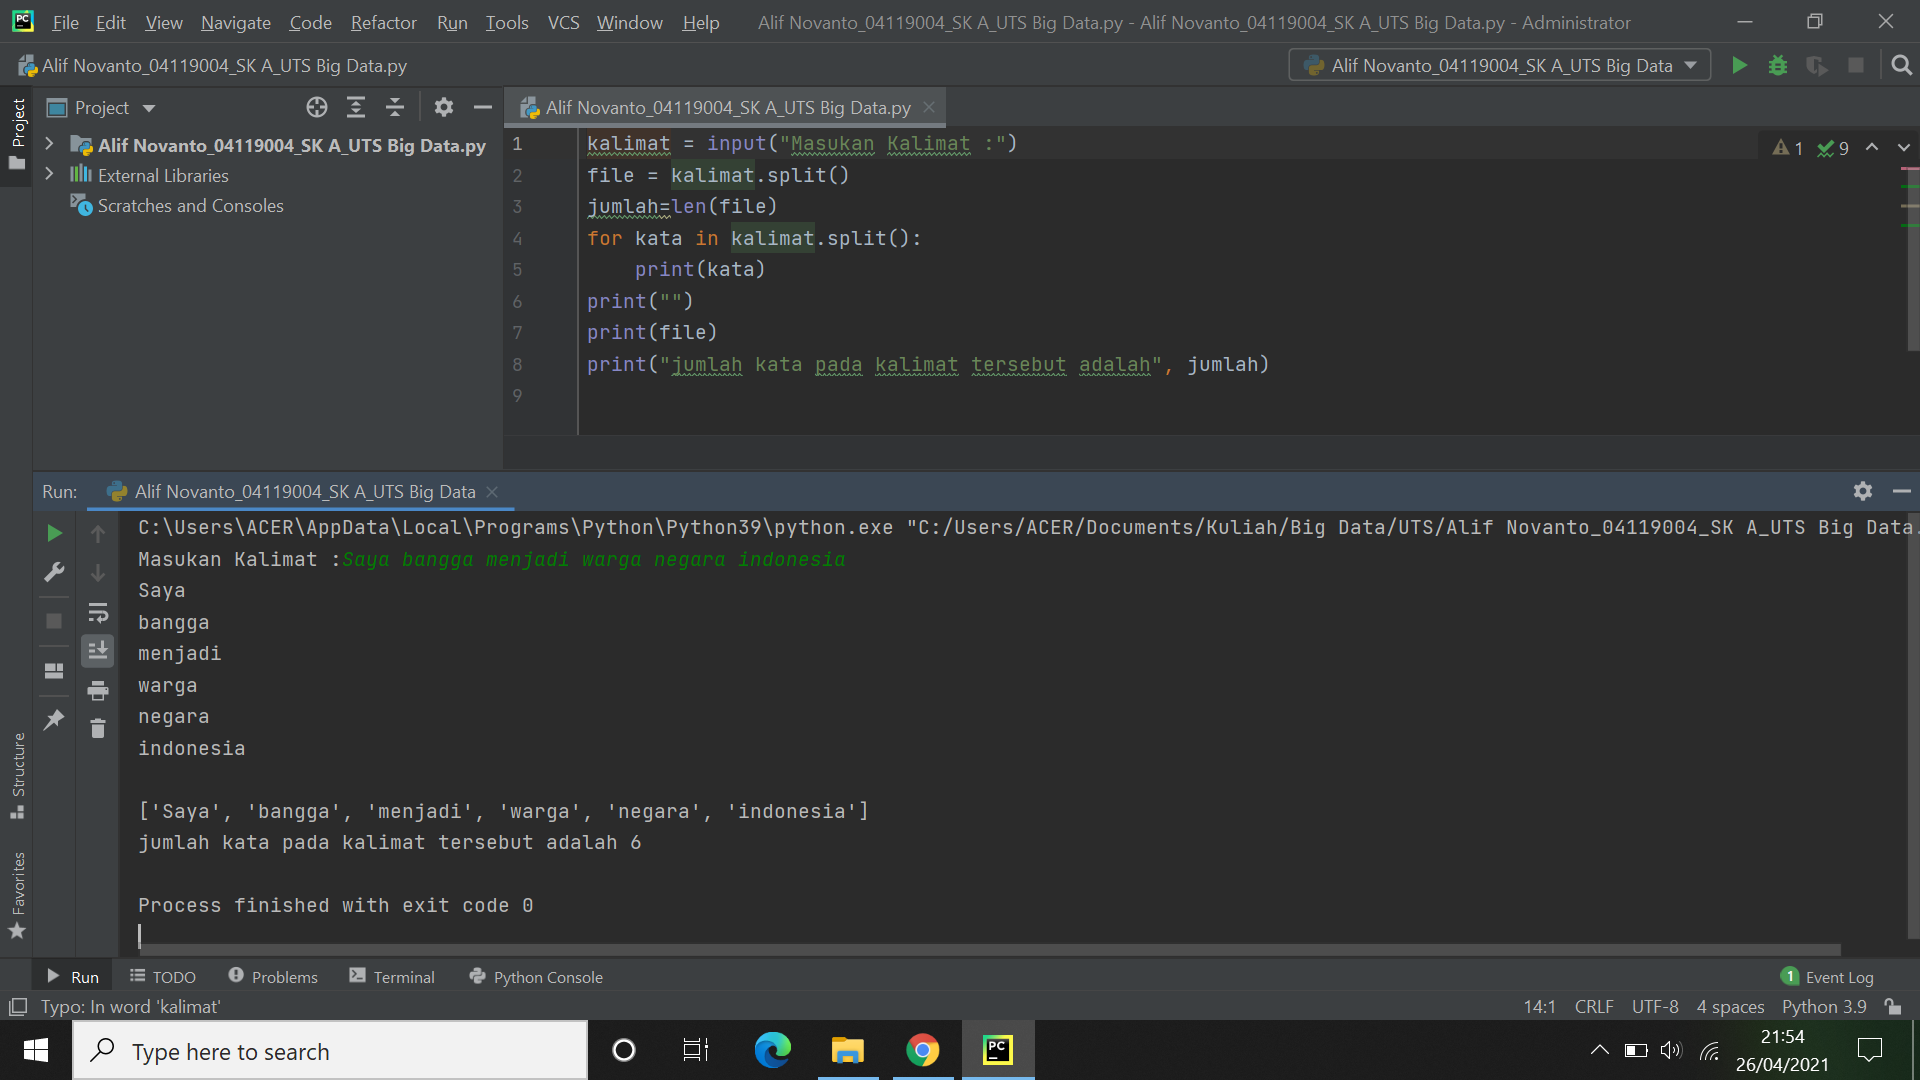 File Edit View Navigate Code Refactor Run Tools VCS Window Help Alif Novanto_04119004_SK A_UTS Big Data.py - Alif Novanto_04119004_SK A_UTS Big Data.py - Administrator
Alif Novanto_04119004_SK A_UTS Big Data.py Alif Novanto_04119004_SK A_UTS Big Data
Project
Project
Alif Novanto_04119004_SK A_UTS Big Data.py
Alif Novanto_04119004_SK A_UTS Big Data.py
External Libraries
Scratches and Consoles
1 kalimat = input("Masukan Kalimat :")
2 file = kalimat.split()
3 jumlah=len(file)
4 for kata in kalimat.split():
5     print(kata)
6 print("")
7 print(file)
8 print("jumlah kata pada kalimat tersebut adalah", jumlah)
9
1 9
Run: Alif Novanto_04119004_SK A_UTS Big Data
C:\Users\ACER\AppData\Local\Programs\Python\Python39\python.exe "C:/Users/ACER/Documents/Kuliah/Big Data/UTS/Alif Novanto_04119004_SK A_UTS Big Data.
Masukan Kalimat :Saya bangga menjadi warga negara indonesia
Saya
bangga
menjadi
warga
negara
indonesia
['Saya', 'bangga', 'menjadi', 'warga', 'negara', 'indonesia']
jumlah kata pada kalimat tersebut adalah 6
Process finished with exit code 0
Structure
Favorites
Run TODO Problems Terminal Python Console 1 Event Log
Typo: In word 'kalimat' 14:1 CRLF UTF-8 4 spaces Python 3.9
Type here to search
PC
21:54
26/04/2021